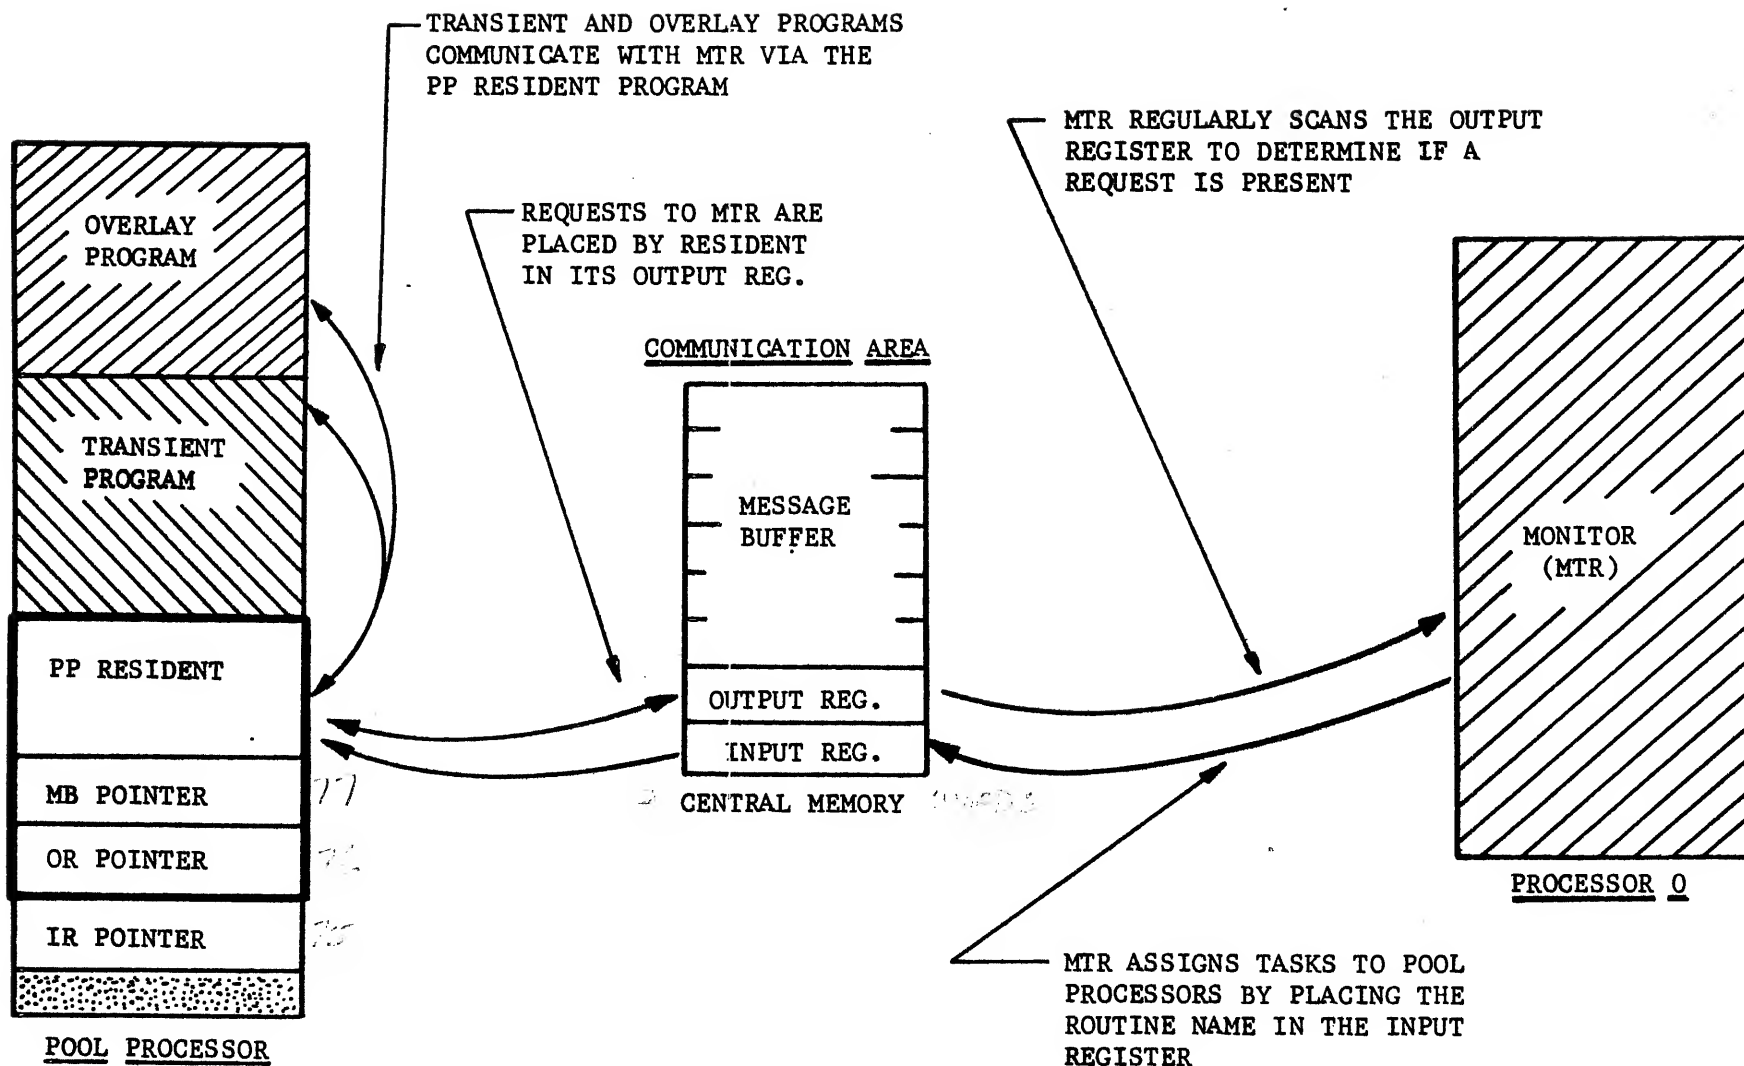 TRANSIENT AND OVERLAY PROGRAMS
COMMUNICATE WITH MTR VIA THE
PP RESIDENT PROGRAM
MTR REGULARLY SCANS THE OUTPUT
REGISTER TO DETERMINE IF A
REQUEST IS PRESENT
REQUESTS TO MTR ARE
PLACED BY RESIDENT
IN ITS OUTPUT REG.
OVERLAY
PROGRAM
TRANSIENT
PROGRAM
PP RESIDENT
MB POINTER
77
OR POINTER
76
IR POINTER
75
POOL PROCESSOR
COMMUNICATION AREA
MESSAGE
BUFFER
OUTPUT REG.
INPUT REG.
CENTRAL MEMORY
MONITOR
(MTR)
PROCESSOR 0
MTR ASSIGNS TASKS TO POOL
PROCESSORS BY PLACING THE
ROUTINE NAME IN THE INPUT
REGISTER